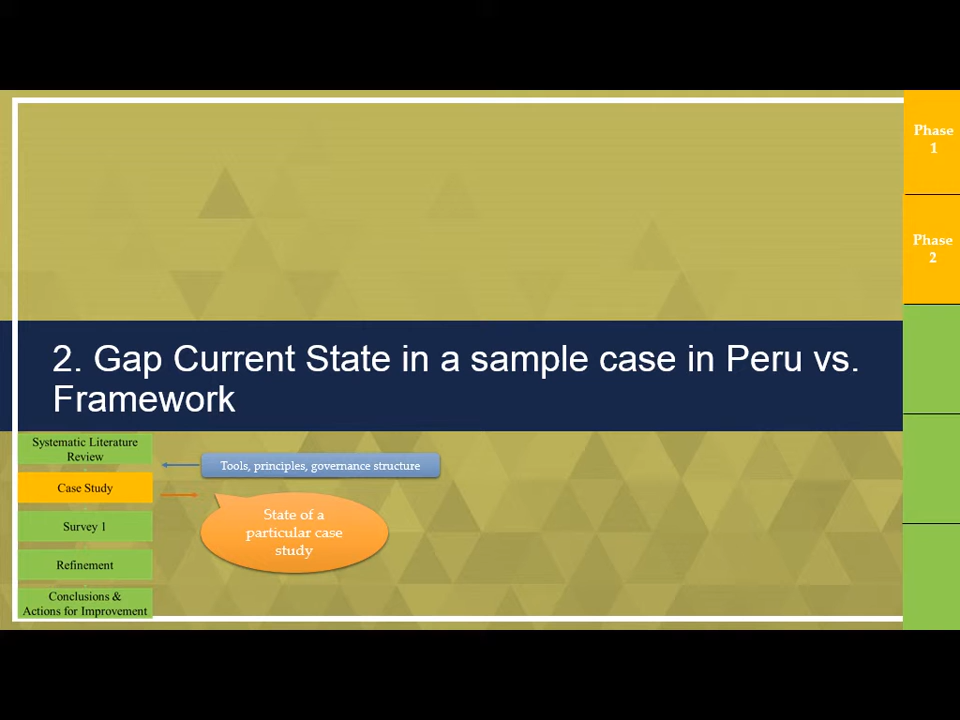 Phase
1
Phase
2
2. Gap Current State in a sample case in Peru vs.
Framework
Systematic Literature
Review
Tools, principles, governance structure
Case Study
State of a
particular case
study
Survey 1
Refinement
Conclusions &
Actions for Improvement